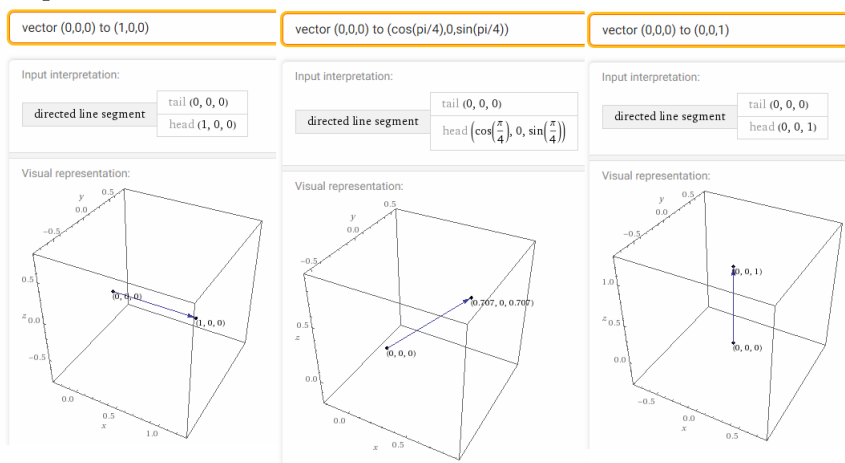 vector (0,0,0) to (1,0,0)
Input interpretation:
directed line segment
tail (0, 0, 0)
head (1, 0, 0)
Visual representation:
y
0.5
0.0
−0.5
0.5
z 0.0
−0.5
(0, 0, 0)
(1, 0, 0)
0.0
0.5
x
1.0
vector (0,0,0) to (cos(pi/4),0,sin(pi/4))
Input interpretation:
directed line segment
tail (0, 0, 0)
head (cos(π/4), 0, sin(π/4))
Visual representation:
0.5
y
0.0
−0.5
0.5
z
0.0
(0.707, 0, 0.707)
(0, 0, 0)
0.0
x
0.5
vector (0,0,0) to (0,0,1)
Input interpretation:
directed line segment
tail (0, 0, 0)
head (0, 0, 1)
Visual representation:
y
0.5
0.0
−0.5
1.0
z 0.5
0.0
(0, 0, 1)
(0, 0, 0)
−0.5
0.0
x
0.5